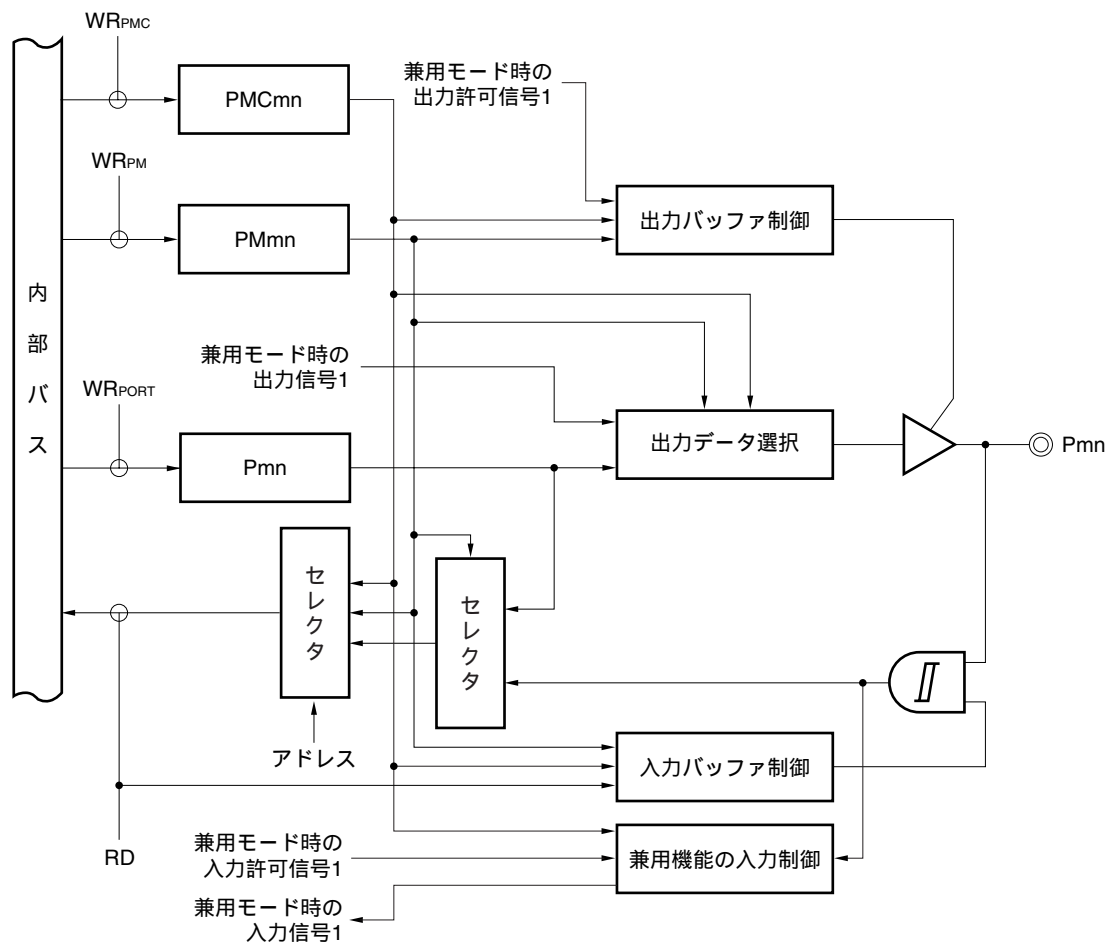 WRPMC
PMCmn
兼用モード時の
出力許可信号1
WRPM
PMmn
出力バッファ制御
内部バス
兼用モード時の
出力信号1
WRPORT
Pmn
出力データ選択
Pmn
セレクタ
セレクタ
アドレス
入力バッファ制御
RD
兼用モード時の
入力許可信号1
兼用機能の入力制御
兼用モード時の
入力信号1